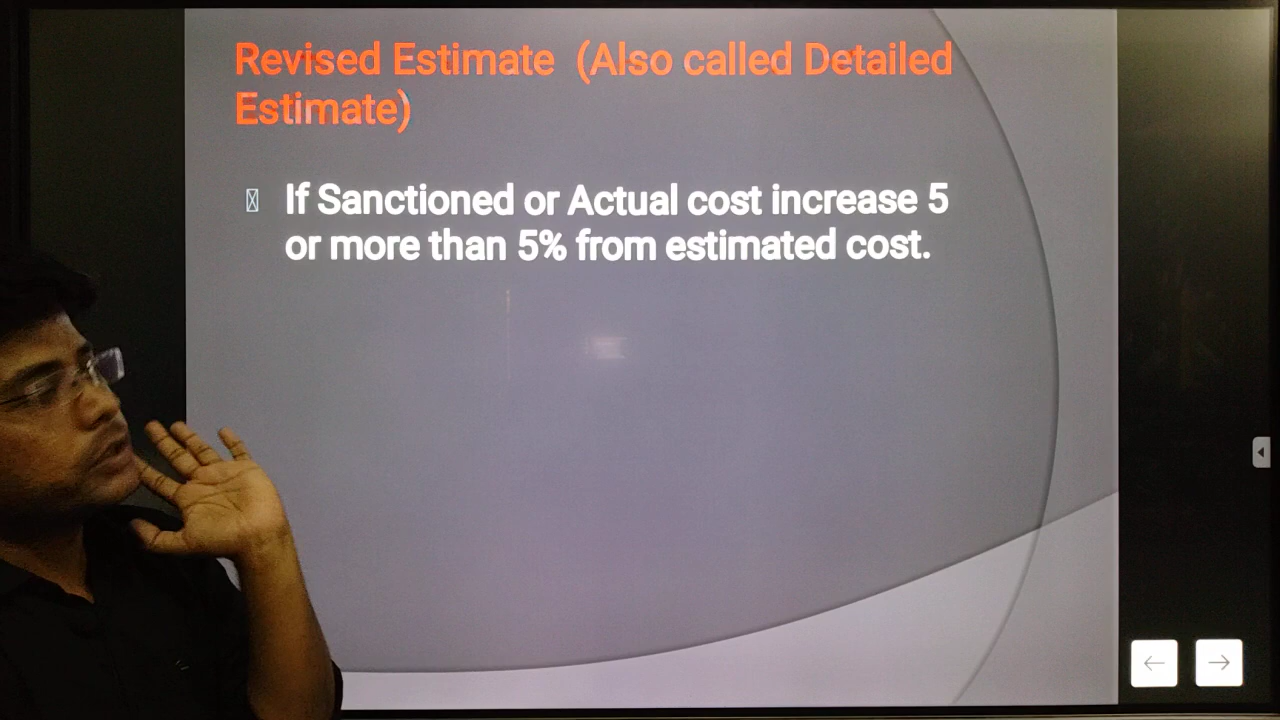 Revised Estimate (Also called Detailed
Estimate)
If Sanctioned or Actual cost increase 5
or more than 5% from estimated cost.